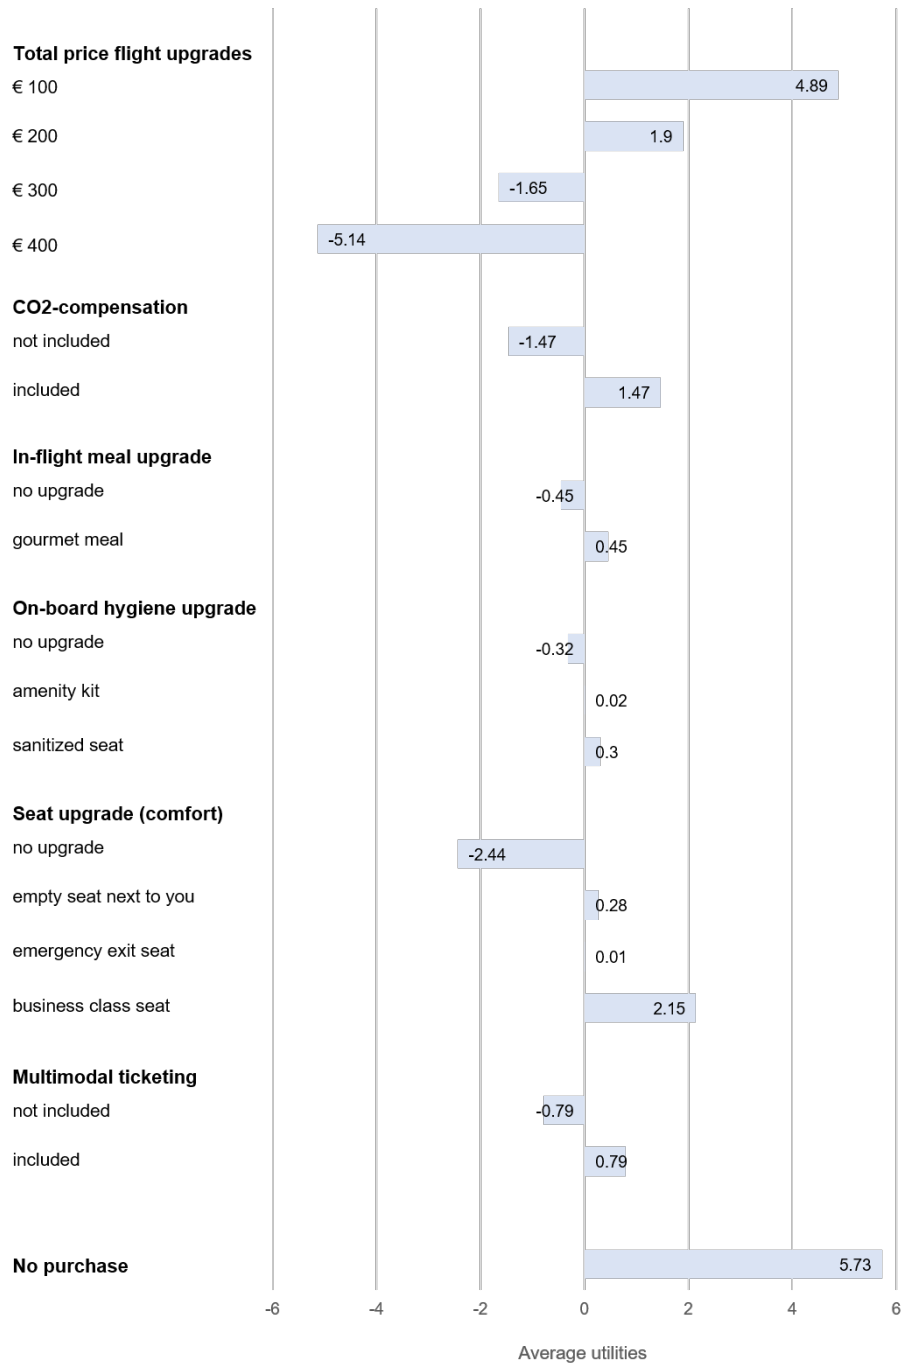 Total price flight upgrades
€ 100 4.89
€ 200 1.9
€ 300 -1.65
€ 400 -5.14
CO2-compensation
not included -1.47
included 1.47
In-flight meal upgrade
no upgrade -0.45
gourmet meal 0.45
On-board hygiene upgrade
no upgrade -0.32
amenity kit 0.02
sanitized seat 0.3
Seat upgrade (comfort)
no upgrade -2.44
empty seat next to you 0.28
emergency exit seat 0.01
business class seat 2.15
Multimodal ticketing
not included -0.79
included 0.79
No purchase 5.73
-6 -4 -2 0 2 4 6
Average utilities